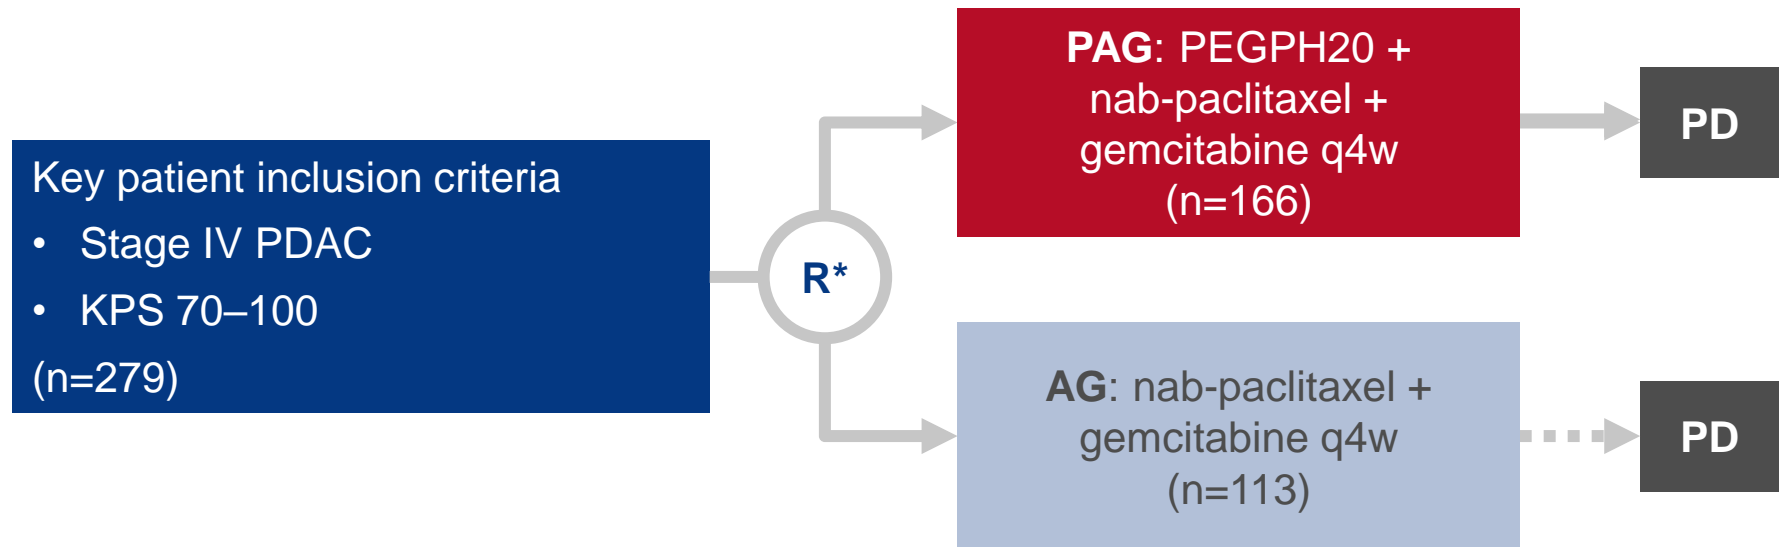 Key patient inclusion criteria
• Stage IV PDAC
• KPS 70–100
(n=279)
R*
PAG: PEGPH20 +
nab-paclitaxel +
gemcitabine q4w
(n=166)
PD
AG: nab-paclitaxel +
gemcitabine q4w
(n=113)
PD